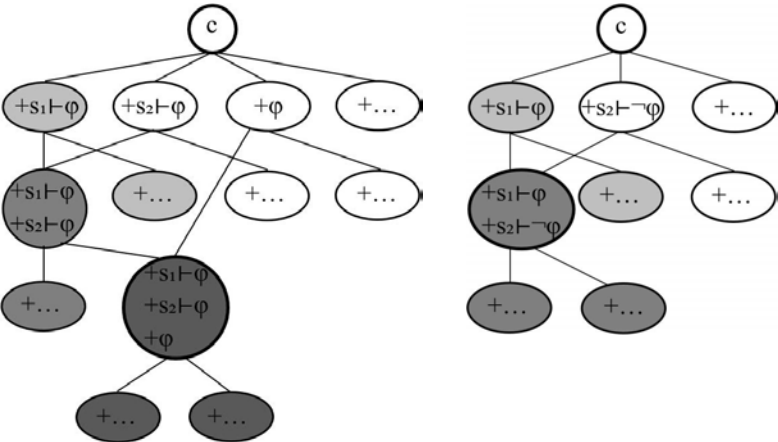 c
c
+s₁⊢φ
+s₂⊢φ
+φ
+…
+s₁⊢φ
+s₂⊢¬φ
+…
+s₁⊢φ
+s₂⊢φ
+…
+…
+…
+s₁⊢φ
+s₂⊢¬φ
+…
+…
+…
+s₁⊢φ
+s₂⊢φ
+φ
+…
+…
+…
+…